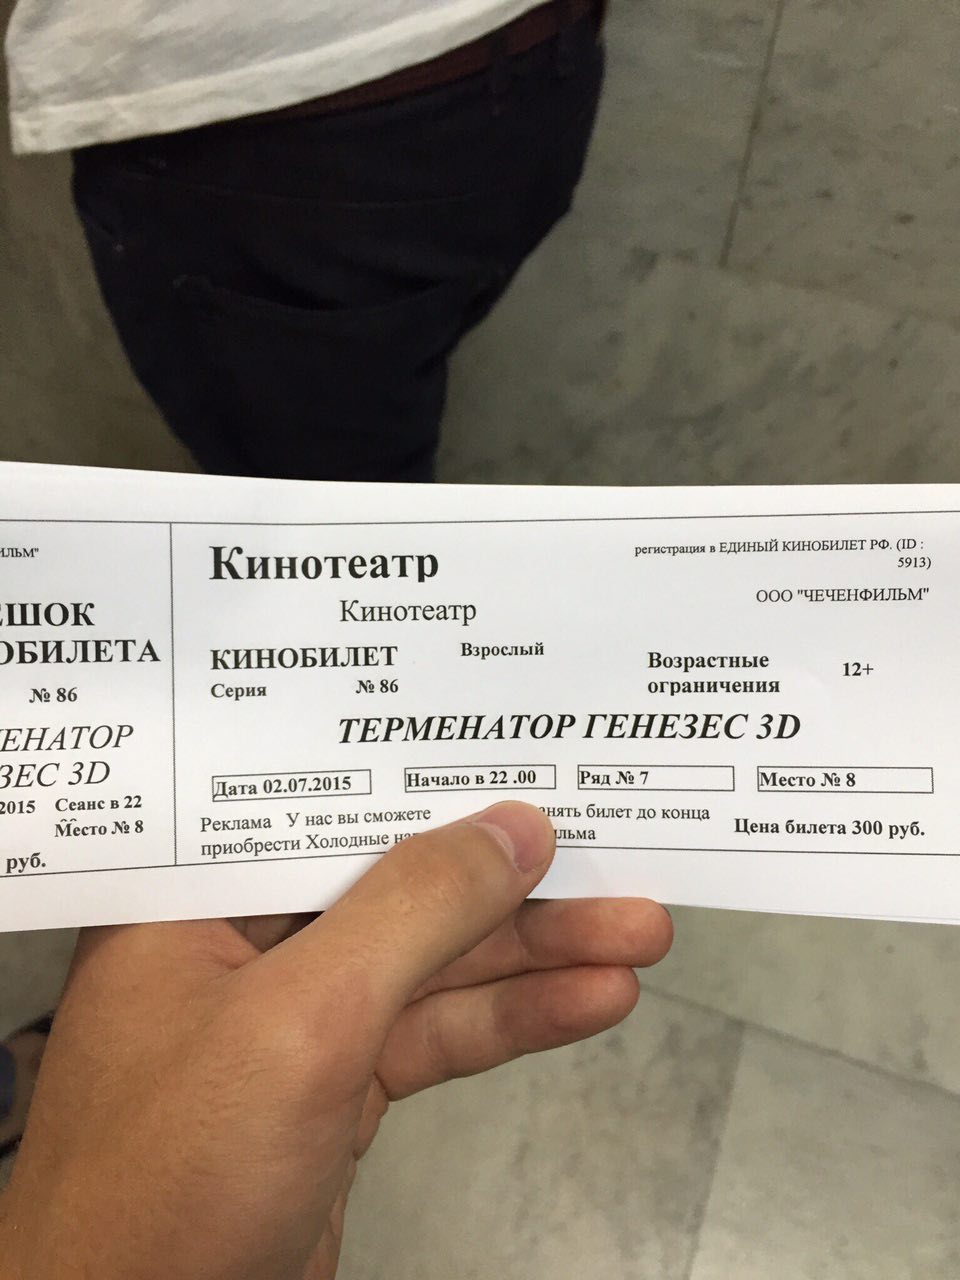 ИЛЬМ"
ЕШОК
ОБИЛЕТА
№ 86
ЕНАТОР
ЗЕС 3D
2015 Сеанс в 22
Место № 8
руб.
Кинотеатр
регистрация в ЕДИНЫЙ КИНОБИЛЕТ РФ. (ID :
5913)
Кинотеатр
ООО "ЧЕЧЕНФИЛЬМ"
КИНОБИЛЕТ Взрослый
Возрастные 12+
ограничения
Серия № 86
ТЕРМЕНАТОР ГЕНЕЗЕС 3D
Дата 02.07.2015 Начало в 22 .00 Ряд № 7 Место № 8
Реклама У нас вы сможете
приобрести Холодные
нять билет до конца
льма
Цена билета 300 руб.